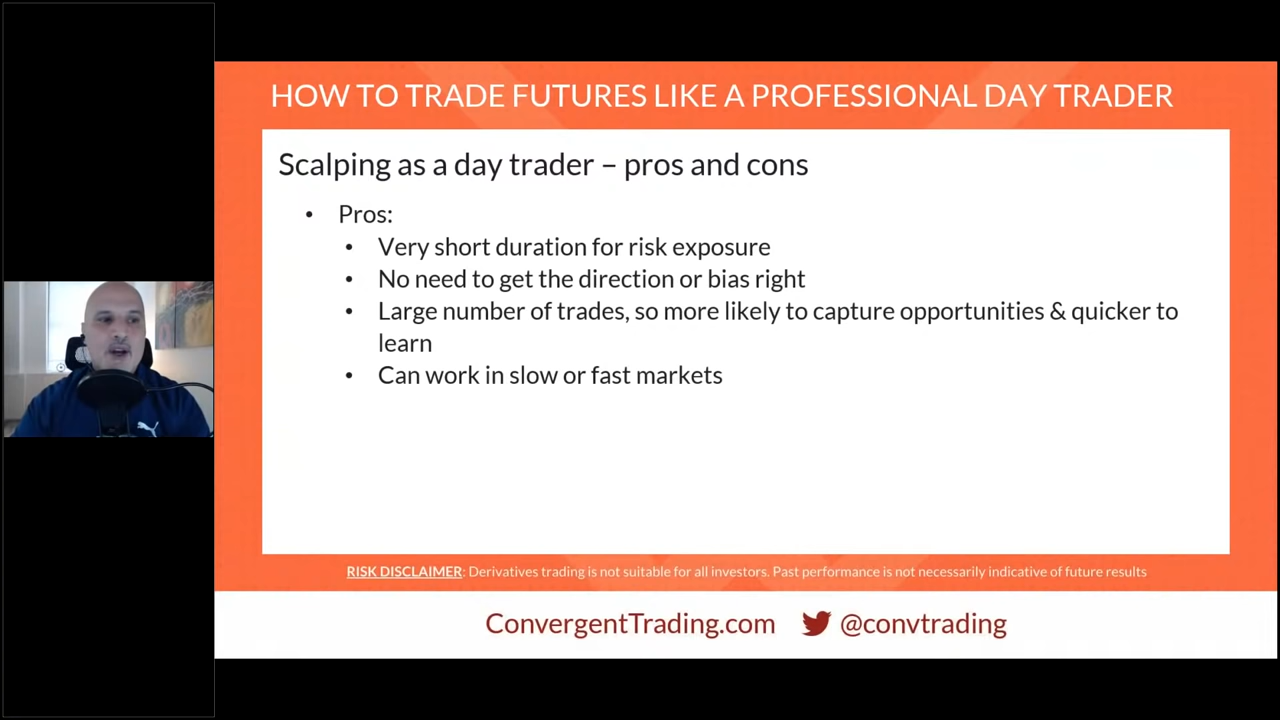 HOW TO TRADE FUTURES LIKE A PROFESSIONAL DAY TRADER
Scalping as a day trader – pros and cons
• Pros:
• Very short duration for risk exposure
• No need to get the direction or bias right
• Large number of trades, so more likely to capture opportunities & quicker to
learn
• Can work in slow or fast markets
RISK DISCLAIMER: Derivatives trading is not suitable for all investors. Past performance is not necessarily indicative of future results
ConvergentTrading.com @convtrading